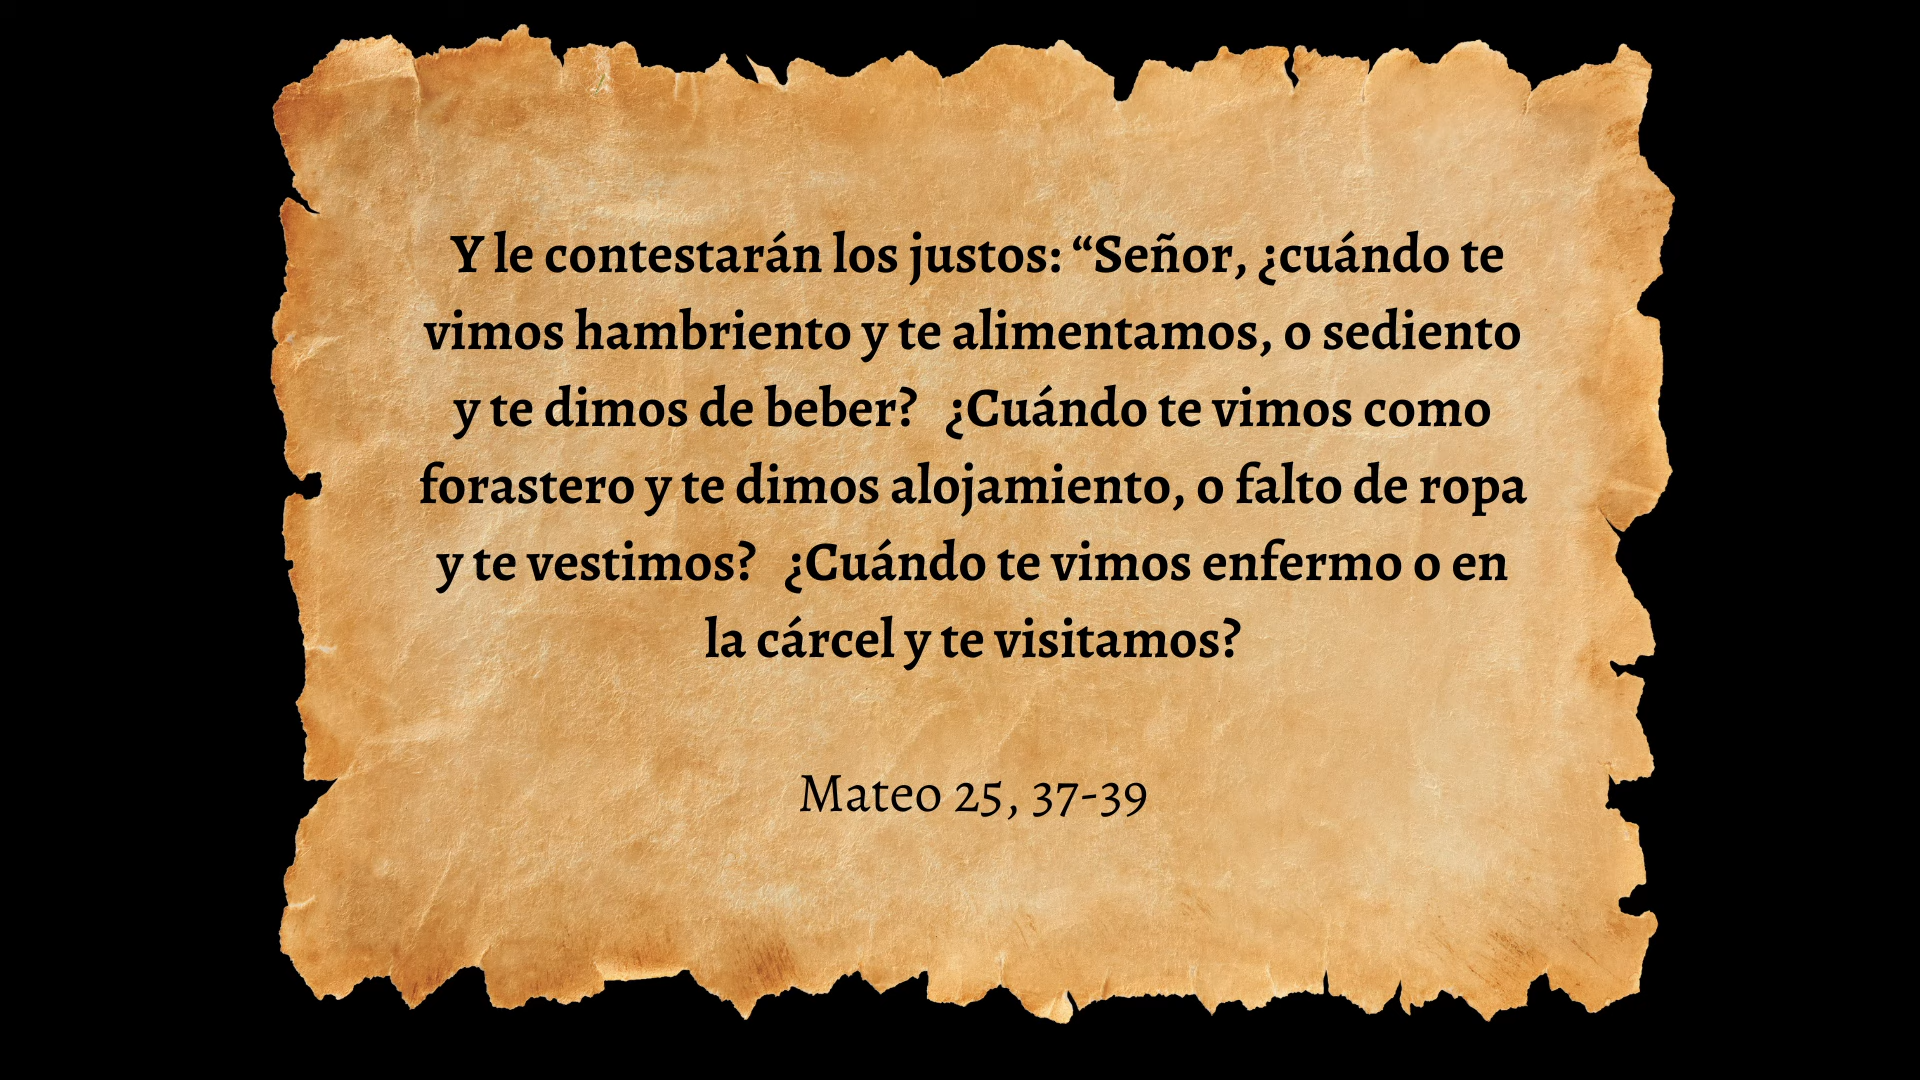 Y le contestarán los justos: “Señor, ¿cuándo te
vimos hambriento y te alimentamos, o sediento
y te dimos de beber?   ¿Cuándo te vimos como
forastero y te dimos alojamiento, o falto de ropa
y te vestimos?   ¿Cuándo te vimos enfermo o en
la cárcel y te visitamos?
Mateo 25, 37-39